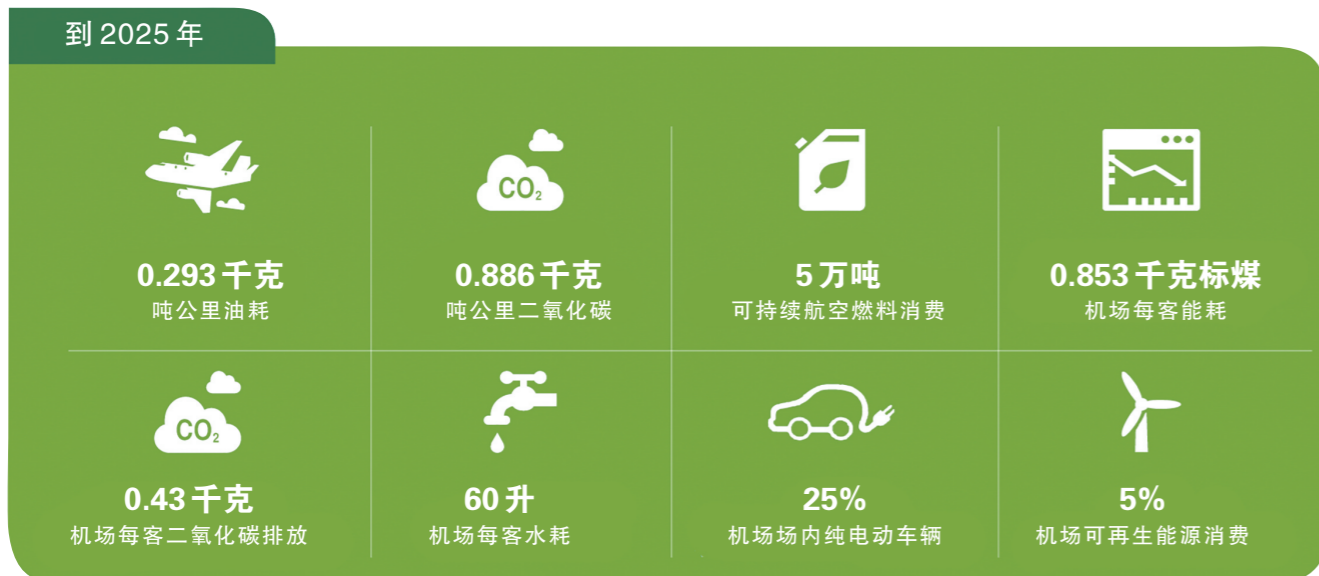 到 2025 年
CO₂
0.293 千克
吨公里油耗
0.886 千克
吨公里二氧化碳
5 万吨
可持续航空燃料消费
0.853 千克标煤
机场每客能耗
CO₂
0.43 千克
机场每客二氧化碳排放
60 升
机场每客水耗
25%
机场场内纯电动车辆
5%
机场可再生能源消费